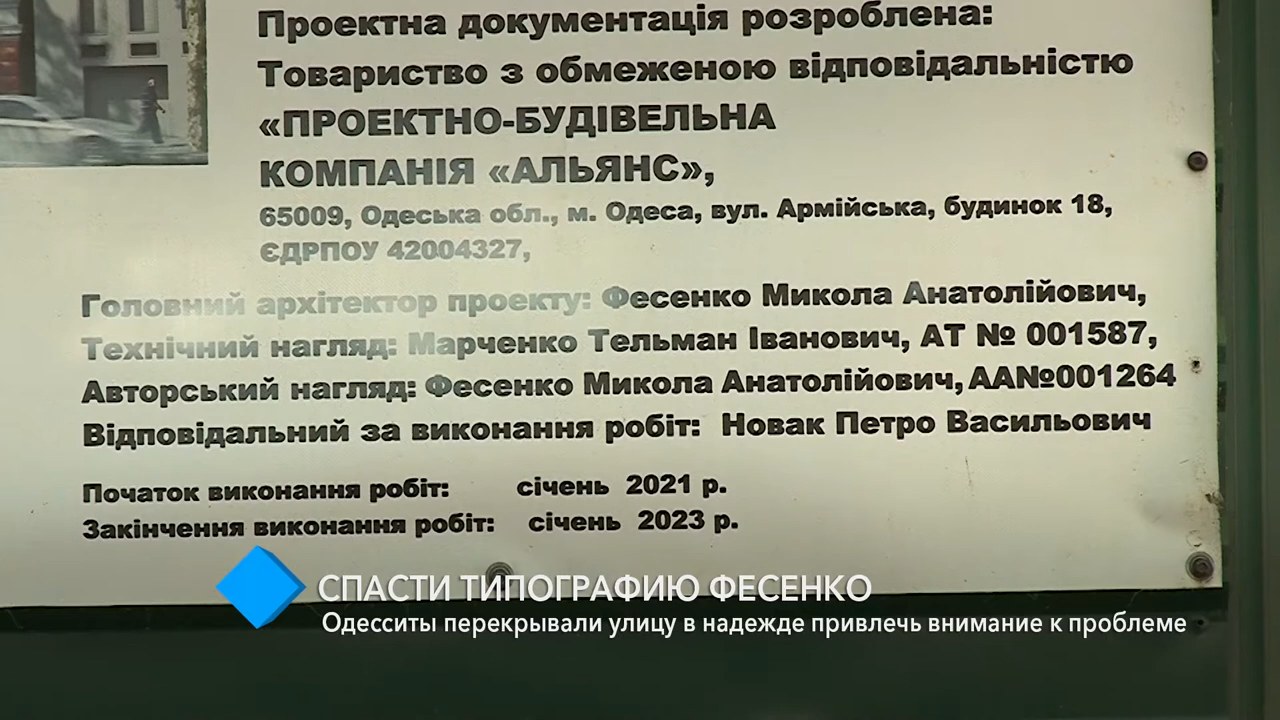 Проектна документація розроблена:
Товариство з обмеженою відповідальністю
«ПРОЕКТНО-БУДІВЕЛЬНА
КОМПАНІЯ «АЛЬЯНС»,
65009, Одеська обл., м. Одеса, вул. Армійська, будинок 18,
ЄДРПОУ 42004327,
Головний архітектор проекту: Фесенко Микола Анатолійович,
Технічний нагляд: Марченко Тельман Іванович, АТ № 001587,
Авторський нагляд: Фесенко Микола Анатолійович, АА№001264
Відповідальний за виконання робіт: Новак Петро Васильович
Початок виконання робіт: січень 2021 р.
Закінчення виконання робіт: січень 2023 р.
СПАСТИ ТИПОГРАФИЮ ФЕСЕНКО
Одесситы перекрывали улицу в надежде привлечь внимание к проблеме